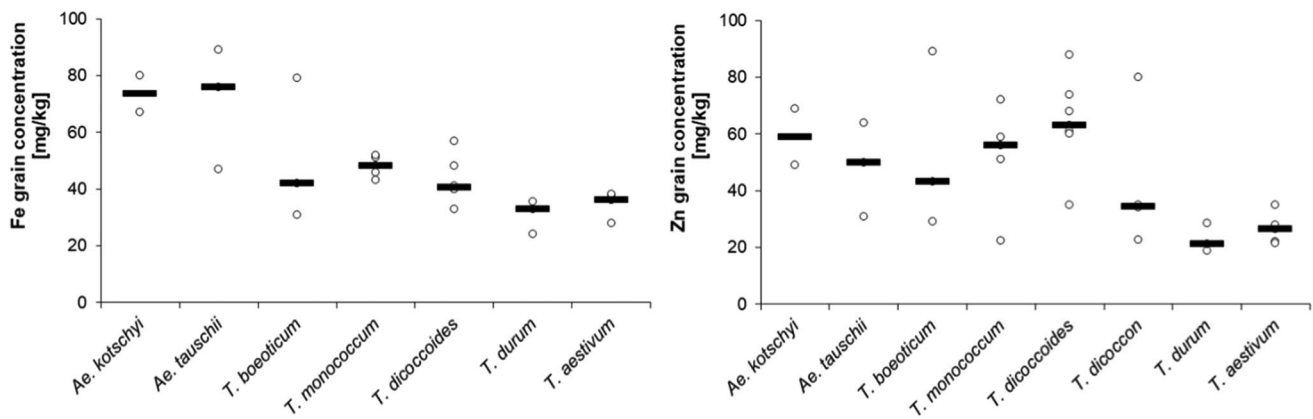 Fe grain concentration
[mg/kg]
100
80
60
40
20
0
Ae. kotschyi
Ae. tauschii
T. boeoticum
T. monococcum
T. dicoccoides
T. durum
T. aestivum
Zn grain concentration
[mg/kg]
100
80
60
40
20
0
Ae. kotschyi
Ae. tauschii
T. boeoticum
T. monococcum
T. dicoccoides
T. dicoccon
T. durum
T. aestivum